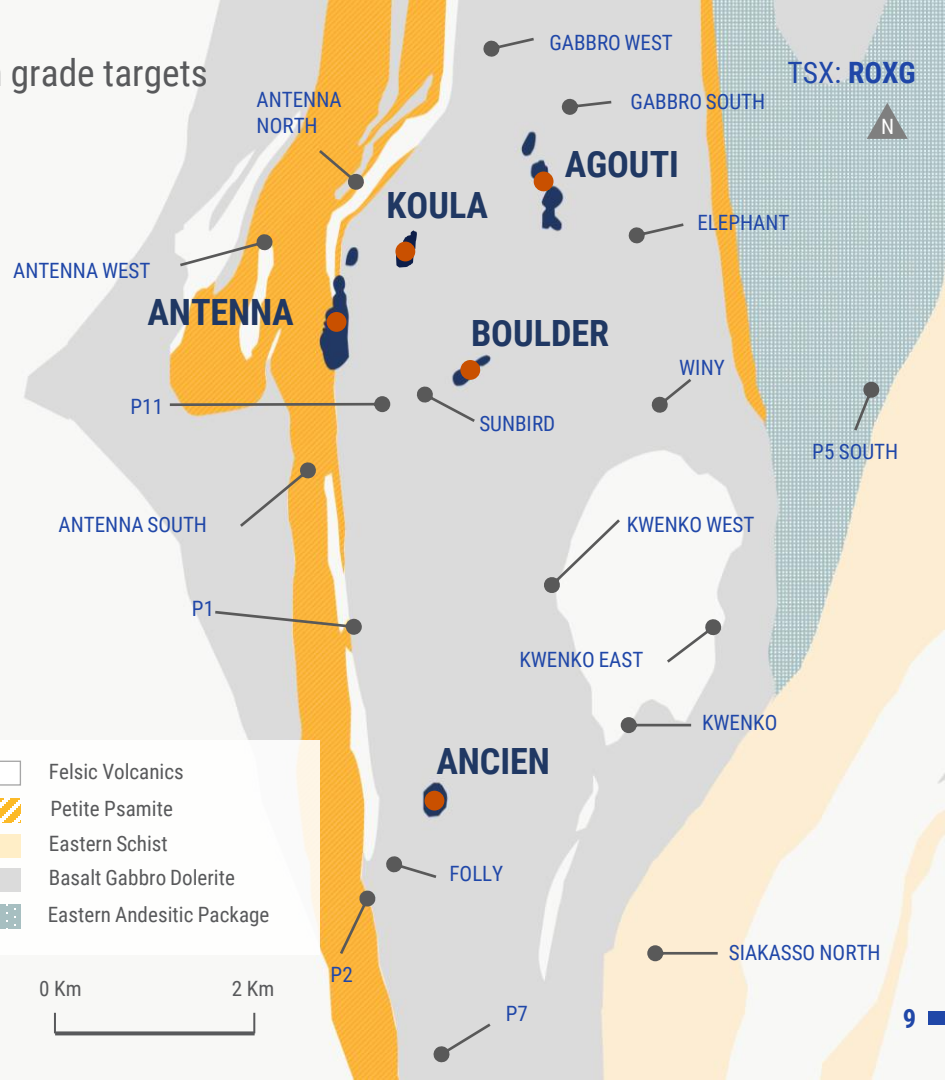 GABBRO WEST
grade targets
TSX: ROXG
ANTENNA
NORTH
GABBRO SOUTH
N
AGOUTI
KOULA
ELEPHANT
ANTENNA WEST
ANTENNA
BOULDER
WINY
P11
SUNBIRD
P5 SOUTH
ANTENNA SOUTH
KWENKO WEST
P1
KWENKO EAST
KWENKO
ANCIEN
Felsic Volcanics
Petite Psamite
Eastern Schist
Basalt Gabbro Dolerite
Eastern Andesitic Package
FOLLY
SIAKASSO NORTH
P2
0 Km 2 Km
P7
9